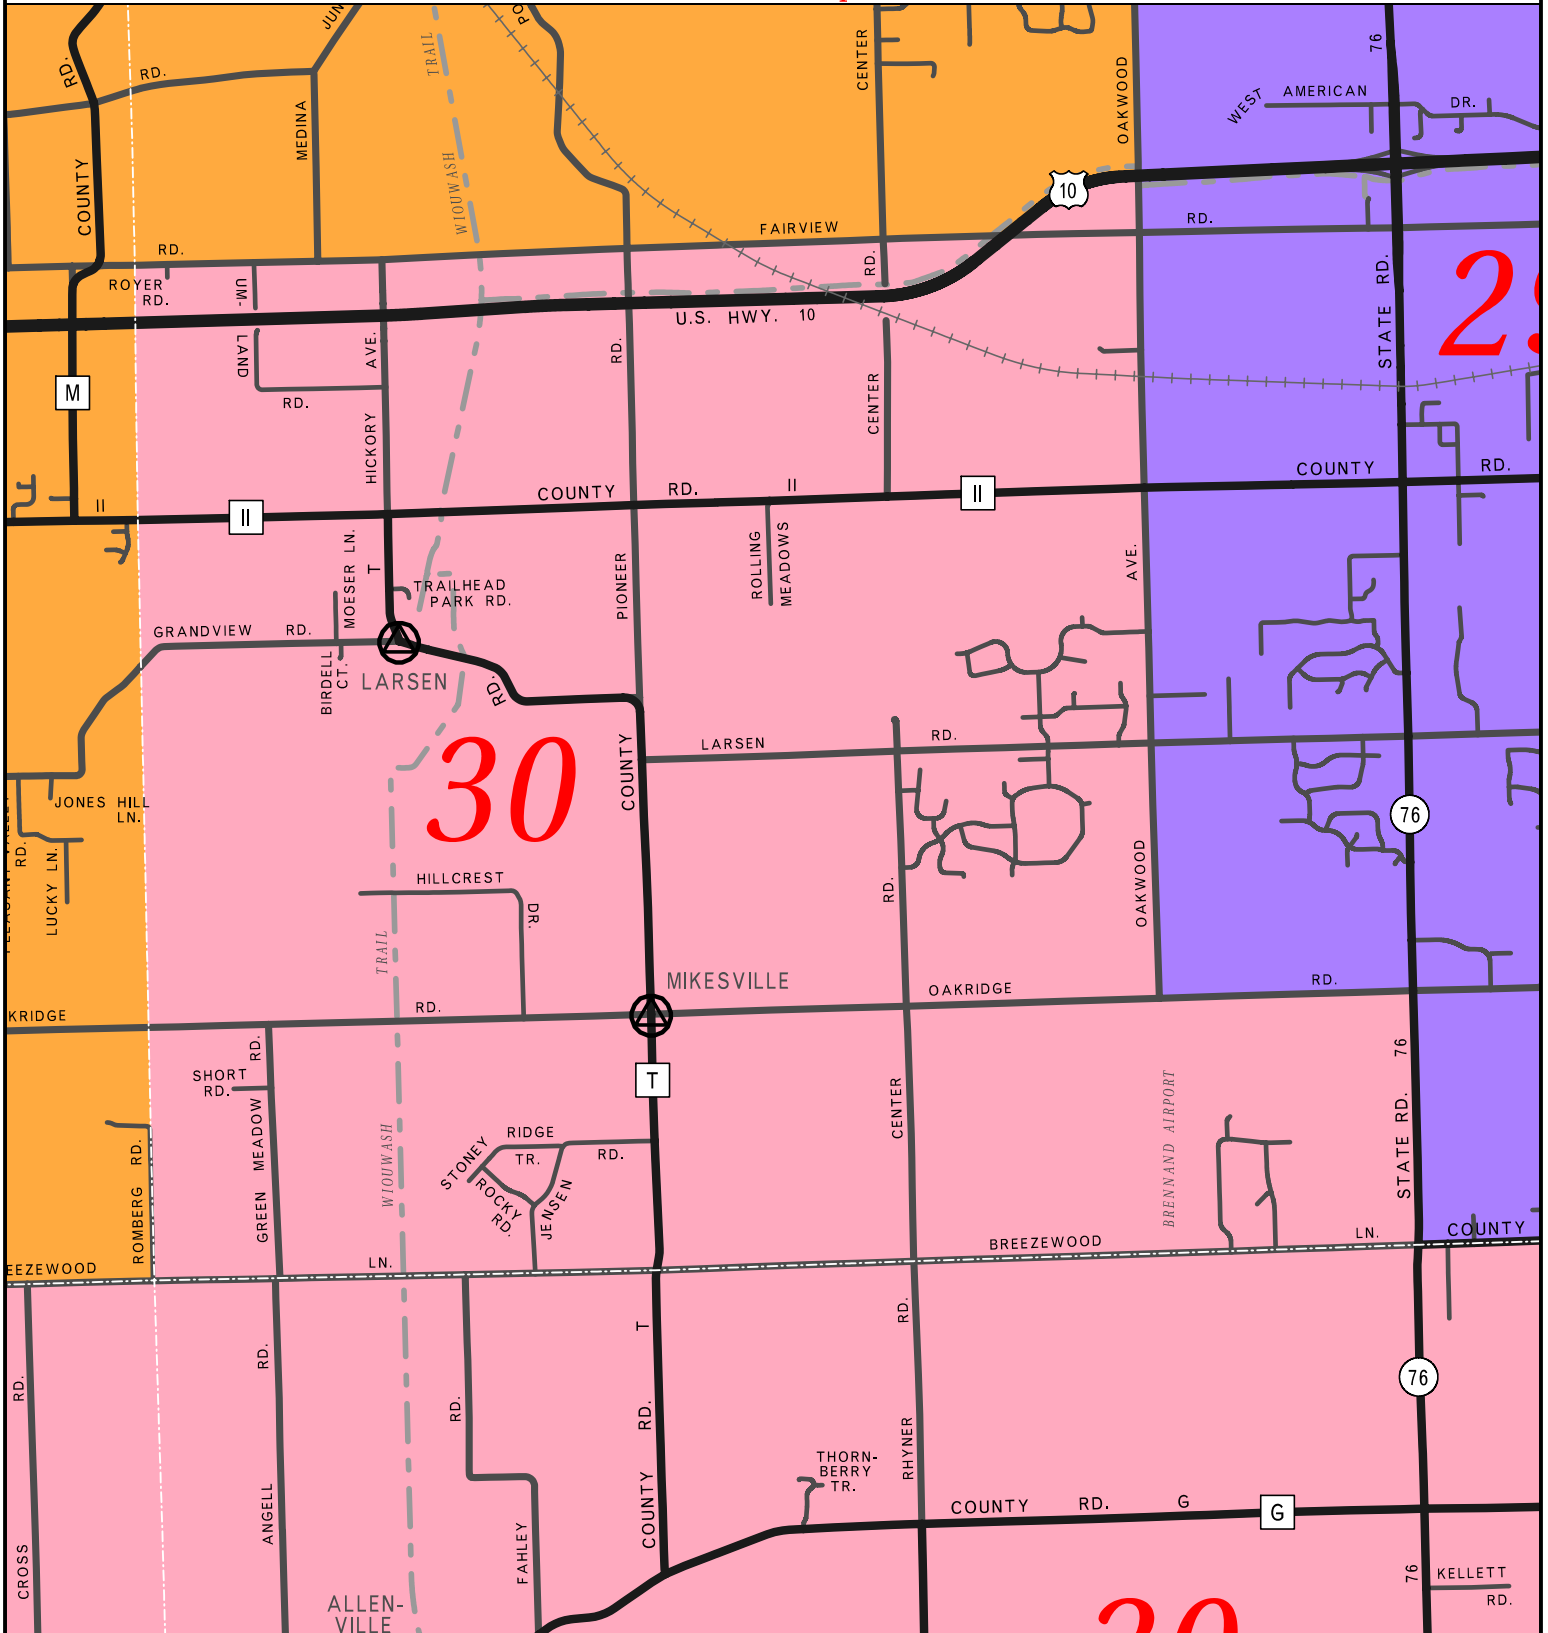 JUN
PO
RD.
RD.
TRAIL
CENTER
OAKWOOD
76
WEST
AMERICAN
DR.
MEDINA
COUNTY
WIOUWASH
10
RD.
FAIRVIEW
RD.
RD.
ROYER
RD.
UM-
LAND
RD.
AVE.
HICKORY
U.S. HWY. 10
RD.
CENTER
STATE RD.
29
M
II
II
COUNTY RD. II
II
COUNTY RD.
MOESER LN.
T
TRAILHEAD
PARK RD.
PIONEER
ROLLING
MEADOWS
AVE.
GRANDVIEW RD.
BIRDELL
CT.
LARSEN
RD.
30
COUNTY
LARSEN RD.
JONES HILL
LN.
RD.
LUCKY LN.
76
HILLCREST
DR.
RD.
OAKWOOD
TRAIL
MIKESVILLE
KRIDGE
RD.
OAKRIDGE
RD.
RD.
SHORT
RD.
GREEN MEADOW
T
76
CENTER
BRENNAND AIRPORT
STATE RD.
WIOUWASH
STONEY
RIDGE
TR.
RD.
ROCKY
RD.
JENSEN
ROMBERG RD.
EEZEWOOD
LN.
BREEZEWOOD
LN.
COUNTY
RD.
RD.
RD.
T
RD.
76
CROSS
ANGELL
FAHLEY
COUNTY RD.
THORN-
BERRY
TR.
RHYNER
COUNTY RD. G
G
76
KELLETT
RD.
ALLEN-
VILLE